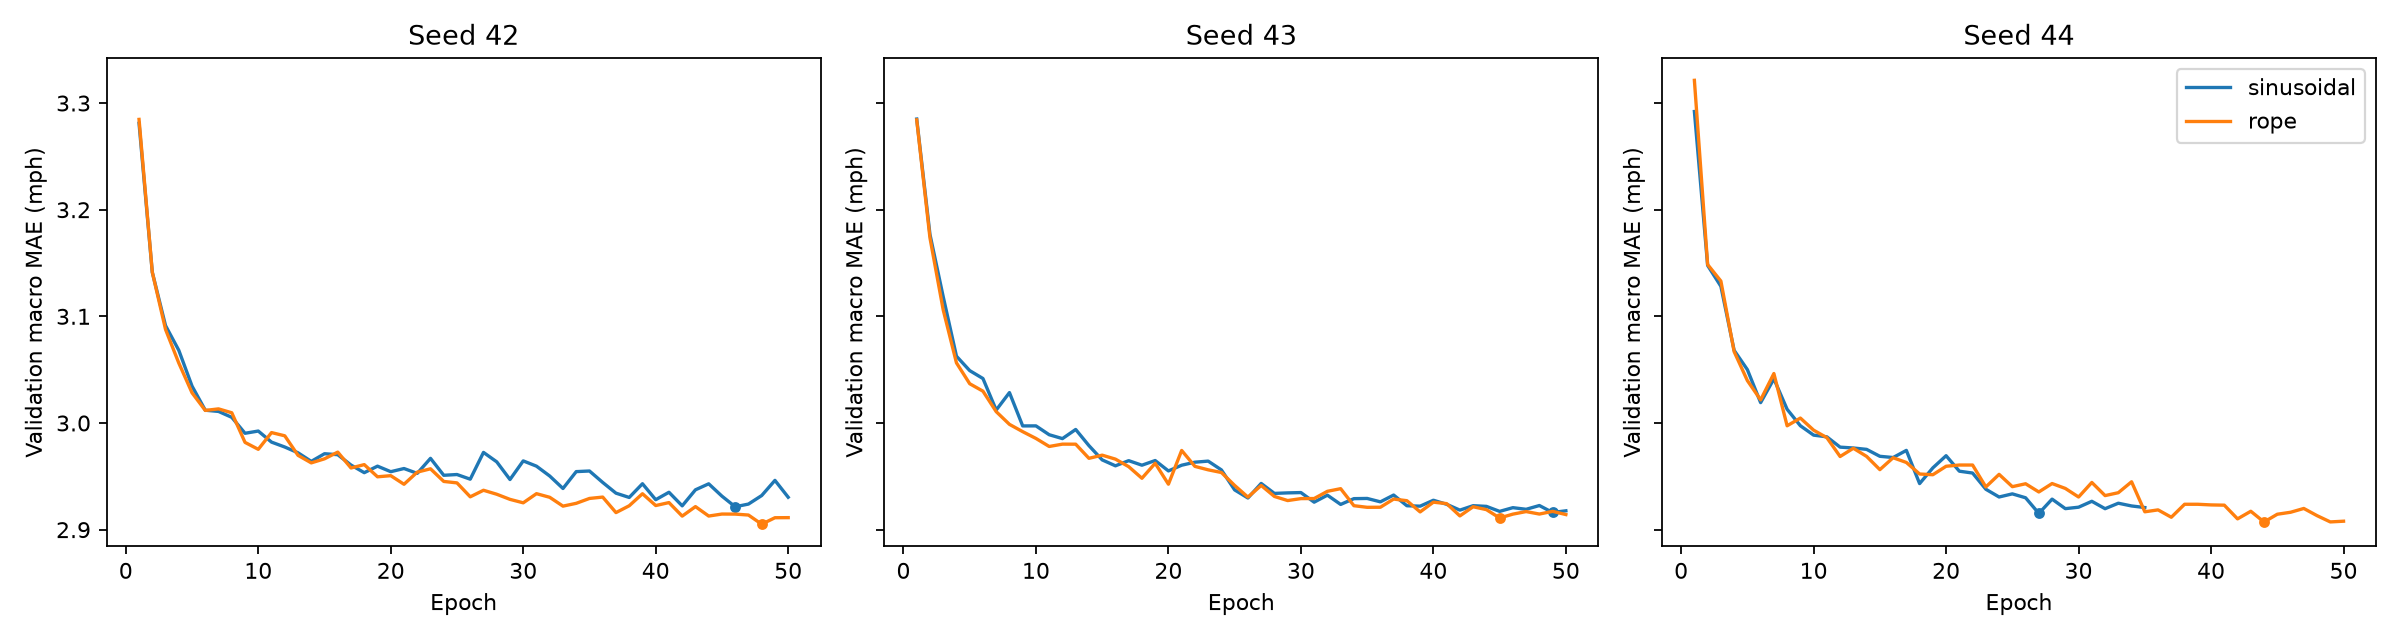 Seed 42
Seed 43
Seed 44
Validation macro MAE (mph)
3.3
3.2
3.1
3.0
2.9
0 10 20 30 40 50
Epoch
Validation macro MAE (mph)
0 10 20 30 40 50
Epoch
Validation macro MAE (mph)
sinusoidal
rope
0 10 20 30 40 50
Epoch